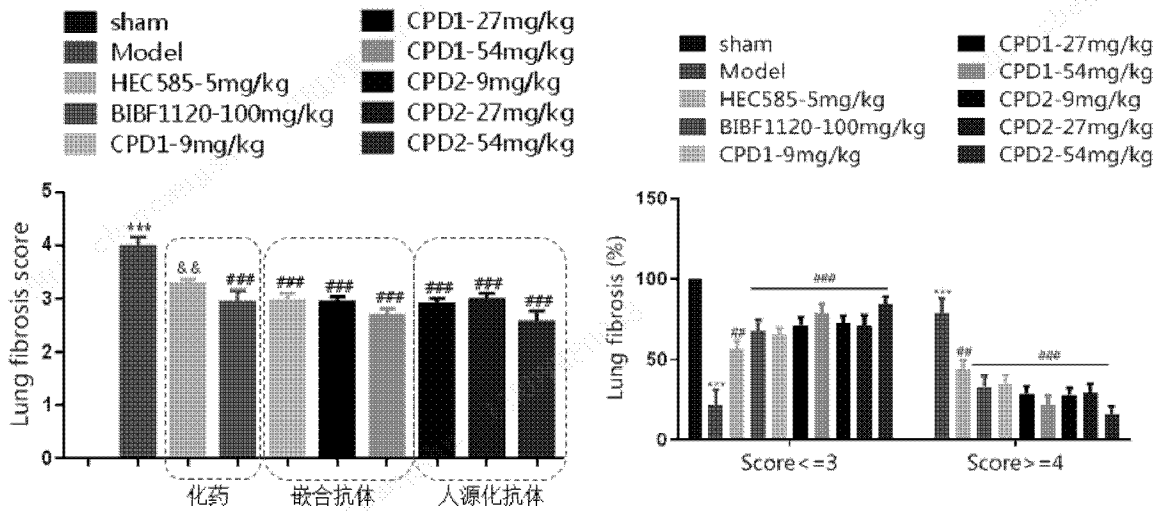 sham
Model
HEC585-5mg/kg
BIBF1120-100mg/kg
CPD1-9mg/kg
CPD1-27mg/kg
CPD1-54mg/kg
CPD2-9mg/kg
CPD2-27mg/kg
CPD2-54mg/kg
Lung fibrosis score
5
4
3
2
1
0
***
&&
###
###
###
###
###
###
###
化药
嵌合抗体
人源化抗体
sham
Model
HEC585-5mg/kg
BIBF1120-100mg/kg
CPD1-9mg/kg
CPD1-27mg/kg
CPD1-54mg/kg
CPD2-9mg/kg
CPD2-27mg/kg
CPD2-54mg/kg
Lung fibrosis (%)
150
100
50
0
***
##
###
***
##
###
Score<=3
Score>=4